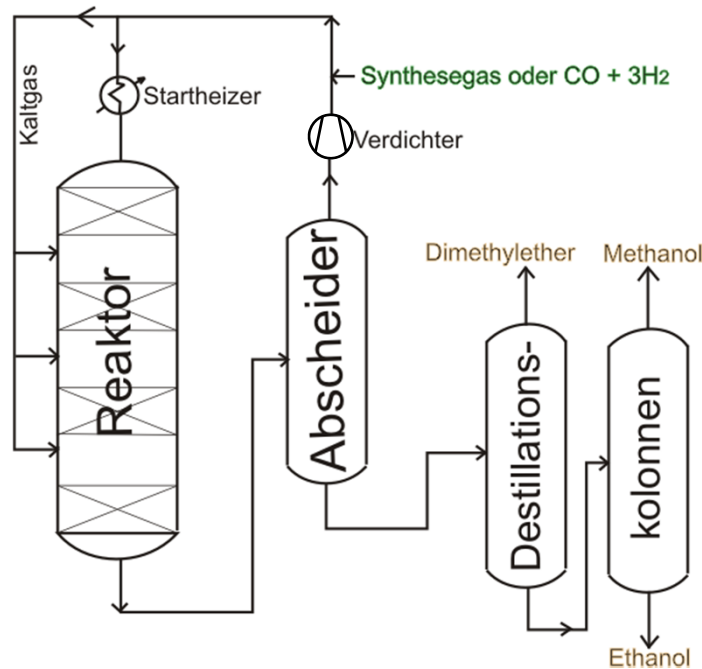 Kaltgas
Startheizer
Synthesegas oder CO + 3H2
Verdichter
Reaktor
Abscheider
Dimethylether
Methanol
Destillations-
kolonnen
Ethanol